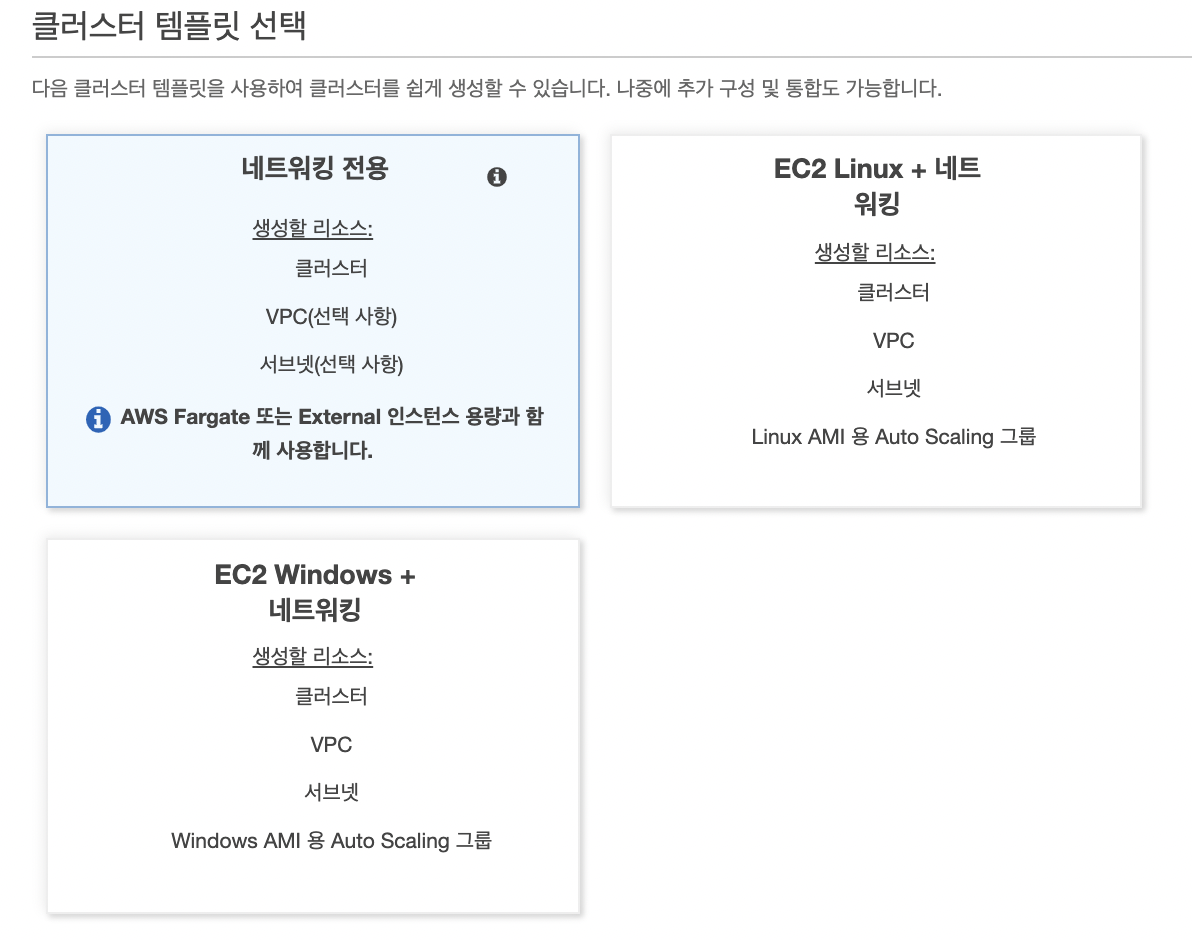 클러스터 템플릿 선택
다음 클러스터 템플릿을 사용하여 클러스터를 쉽게 생성할 수 있습니다. 나중에 추가 구성 및 통합도 가능합니다.
네트워킹 전용
생성할 리소스:
클러스터
VPC(선택 사항)
서브넷(선택 사항)
AWS Fargate 또는 External 인스턴스 용량과 함
께 사용합니다.
EC2 Linux + 네트
워킹
생성할 리소스:
클러스터
VPC
서브넷
Linux AMI 용 Auto Scaling 그룹
EC2 Windows +
네트워킹
생성할 리소스:
클러스터
VPC
서브넷
Windows AMI 용 Auto Scaling 그룹